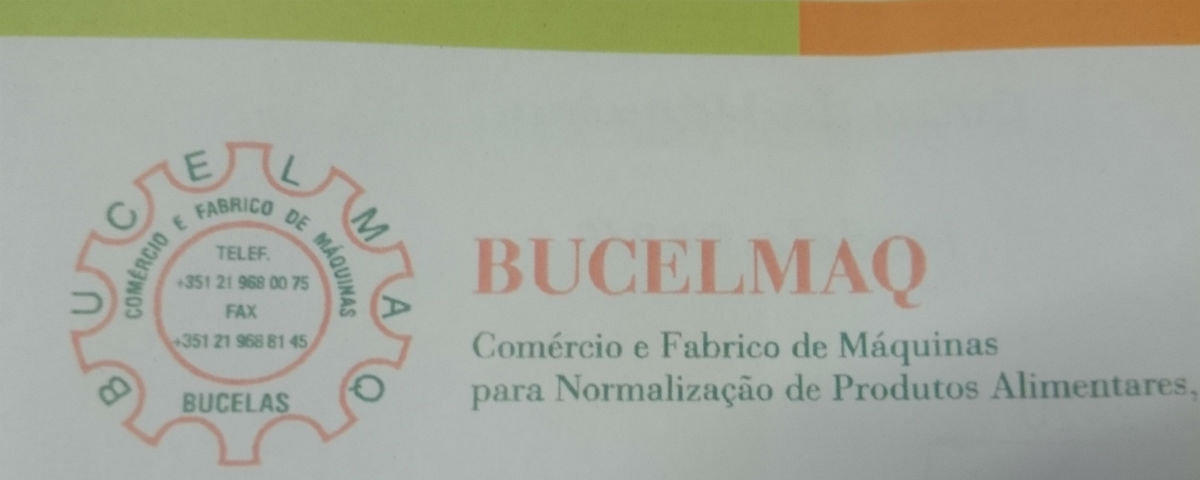 BUCELMAQ
COMÉRCIO E FABRICO DE MÁQUINAS
TELEF.
+351 21 968 00 75
FAX
+351 21 968 81 45
BUCELAS
BUCELMAQ
Comércio e Fabrico de Máquinas
para Normalização de Produtos Alimentares,